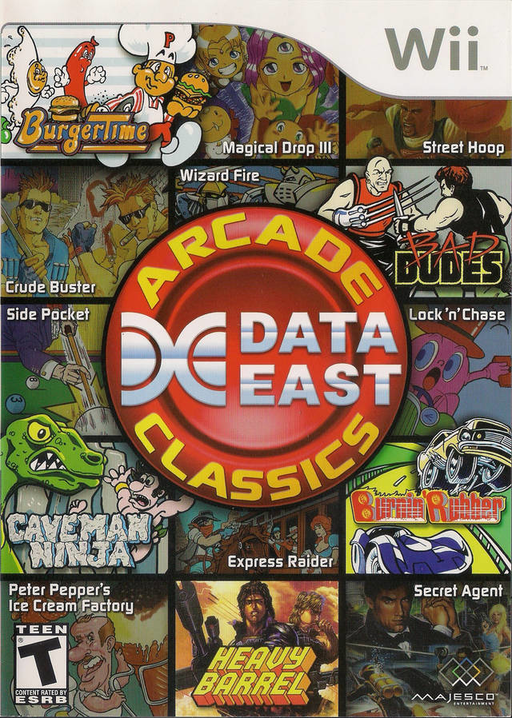 Wii
TM
BurgerTime
P
Magical Drop III
Street Hoop
Wizard Fire
Crude Buster
BAD
DUDES
Side Pocket
ARCADE
DATA
EAST
CLASSICS
Lock 'n' Chase
CAVEMAN
NINJA
Burnin' Rubber
Express Raider
Peter Pepper's
Ice Cream Factory
HEAVY
BARREL
Secret Agent
TEEN
T
CONTENT RATED BY
ESRB
MAJESCO
ENTERTAINMENT